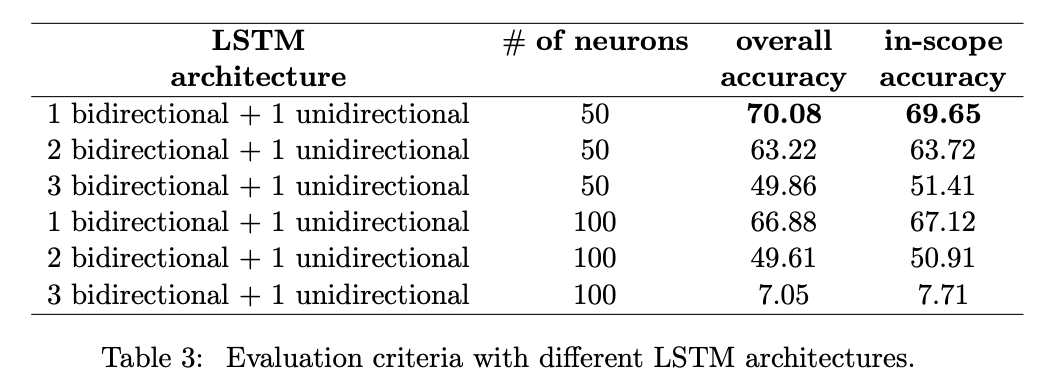 LSTM # of neurons overall in-scope
architecture accuracy accuracy
1 bidirectional + 1 unidirectional 50 70.08 69.65
2 bidirectional + 1 unidirectional 50 63.22 63.72
3 bidirectional + 1 unidirectional 50 49.86 51.41
1 bidirectional + 1 unidirectional 100 66.88 67.12
2 bidirectional + 1 unidirectional 100 49.61 50.91
3 bidirectional + 1 unidirectional 100 7.05 7.71
Table 3: Evaluation criteria with different LSTM architectures.